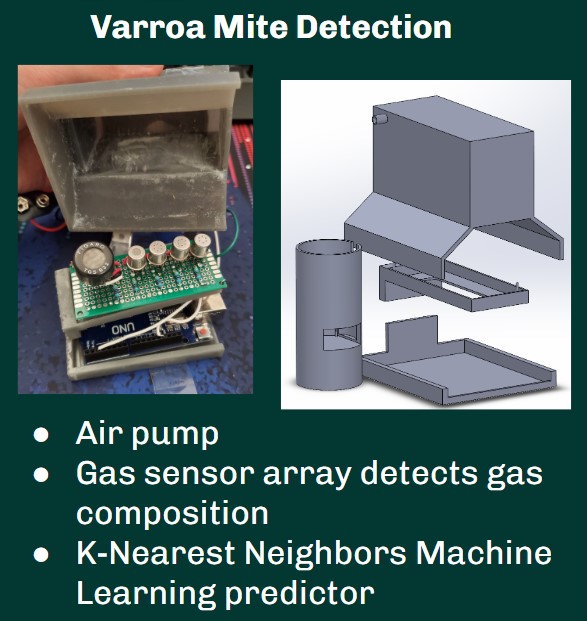 Varroa Mite Detection
UNO
● Air pump
● Gas sensor array detects gas
composition
● K-Nearest Neighbors Machine
Learning predictor